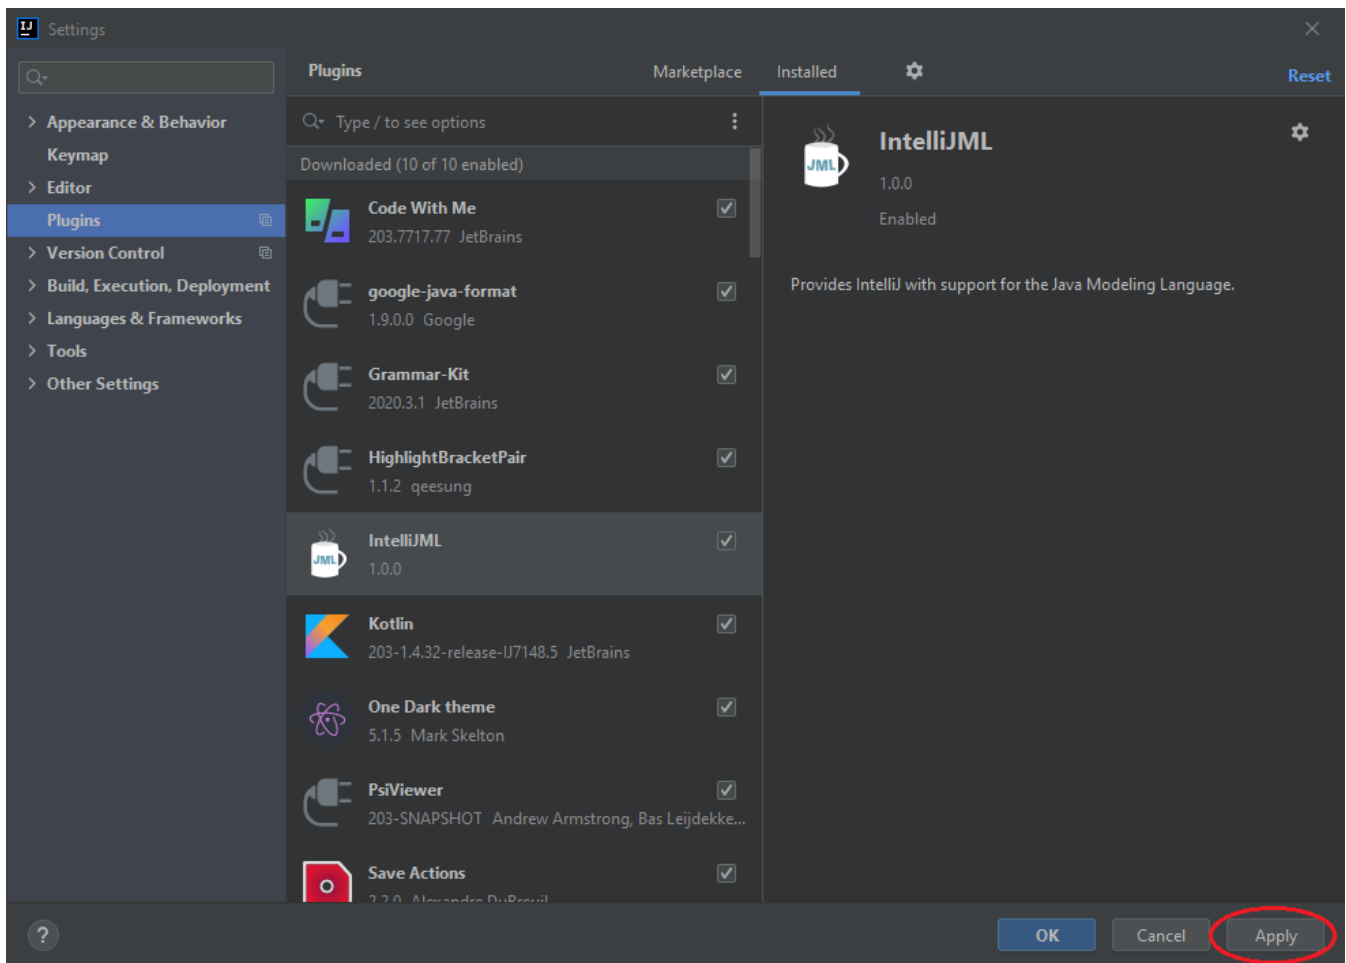 Settings
Appearance & Behavior
Keymap
Editor
Plugins
Version Control
Build, Execution, Deployment
Languages & Frameworks
Tools
Other Settings
Plugins
Marketplace
Installed
Reset
Type / to see options
Downloaded (10 of 10 enabled)
Code With Me
203.7717.77 JetBrains
google-java-format
1.9.0.0 Google
Grammar-Kit
2020.3.1 JetBrains
HighlightBracketPair
1.1.2 qeesung
JML
IntelliJML
1.0.0
Kotlin
203-1.4.32-release-IJ7148.5 JetBrains
One Dark theme
5.1.5 Mark Skelton
PsiViewer
203-SNAPSHOT Andrew Armstrong, Bas Leijdekke...
Save Actions
2.2.0 Alexandre DuBreuil
JML
IntelliJML
1.0.0
Enabled
Provides IntelliJ with support for the Java Modeling Language.
?
OK
Cancel
Apply